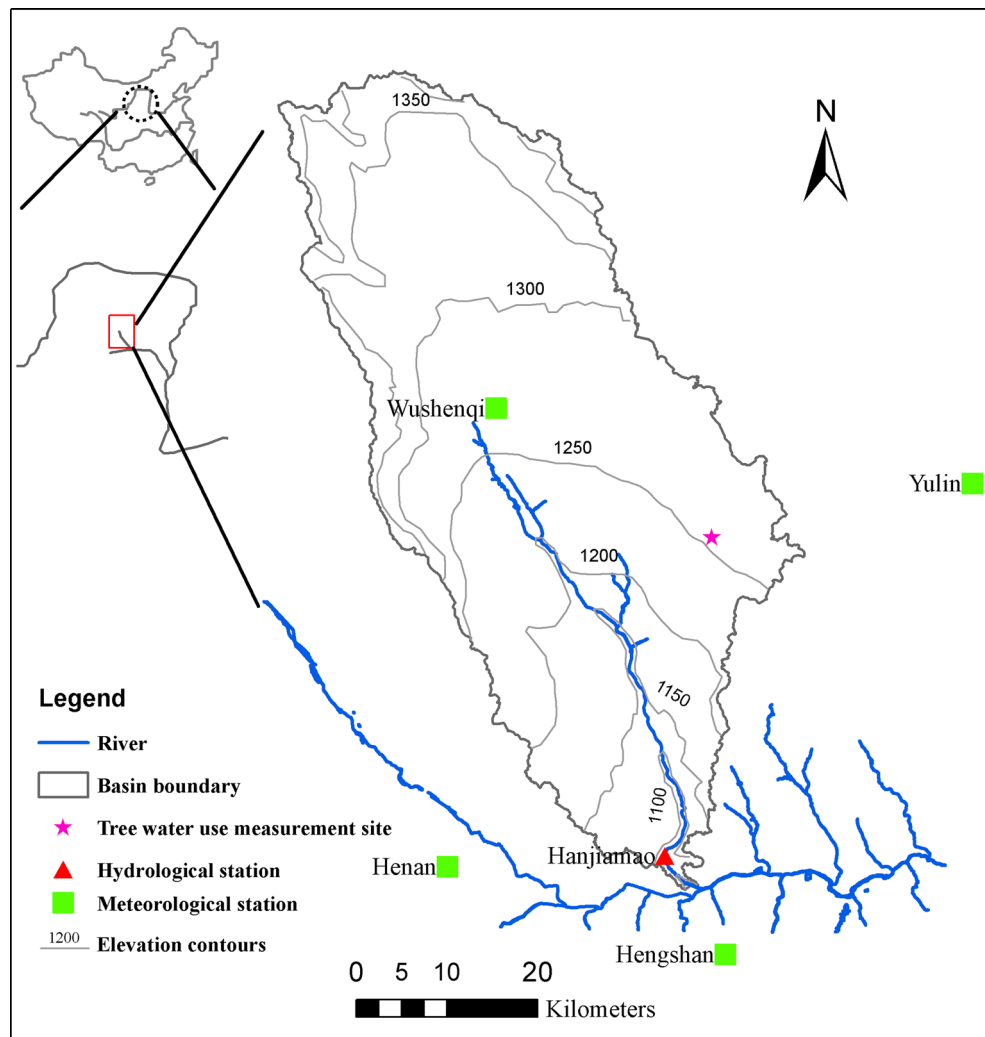 1350
N
1300
Wushenqi
1250
Yulin
1200
1150
1100
Hanjiamao
Henan
Hengshan
Legend
River
Basin boundary
Tree water use measurement site
Hydrological station
Meteorological station
1200 Elevation contours
0 5 10 20
Kilometers